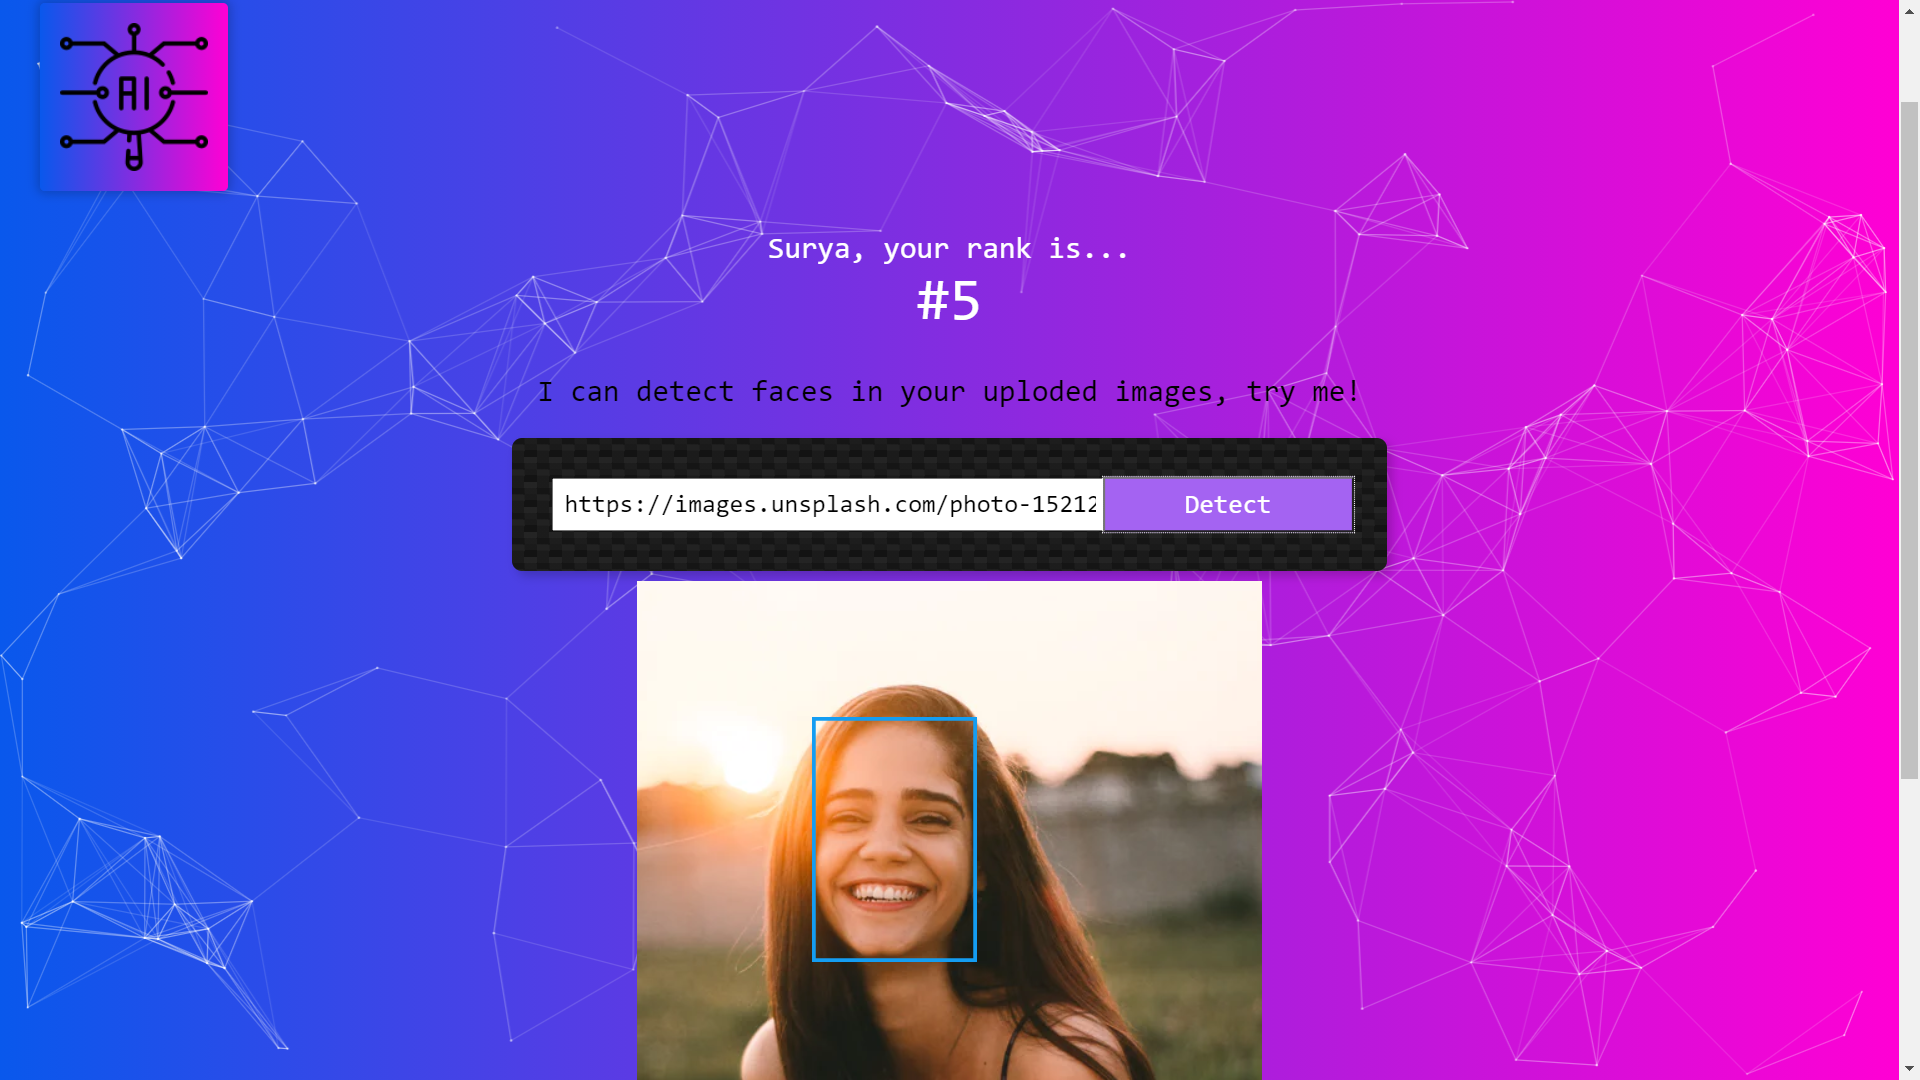 AI
Surya, your rank is...
#5
I can detect faces in your uploded images, try me!
https://images.unsplash.com/photo-15212
Detect